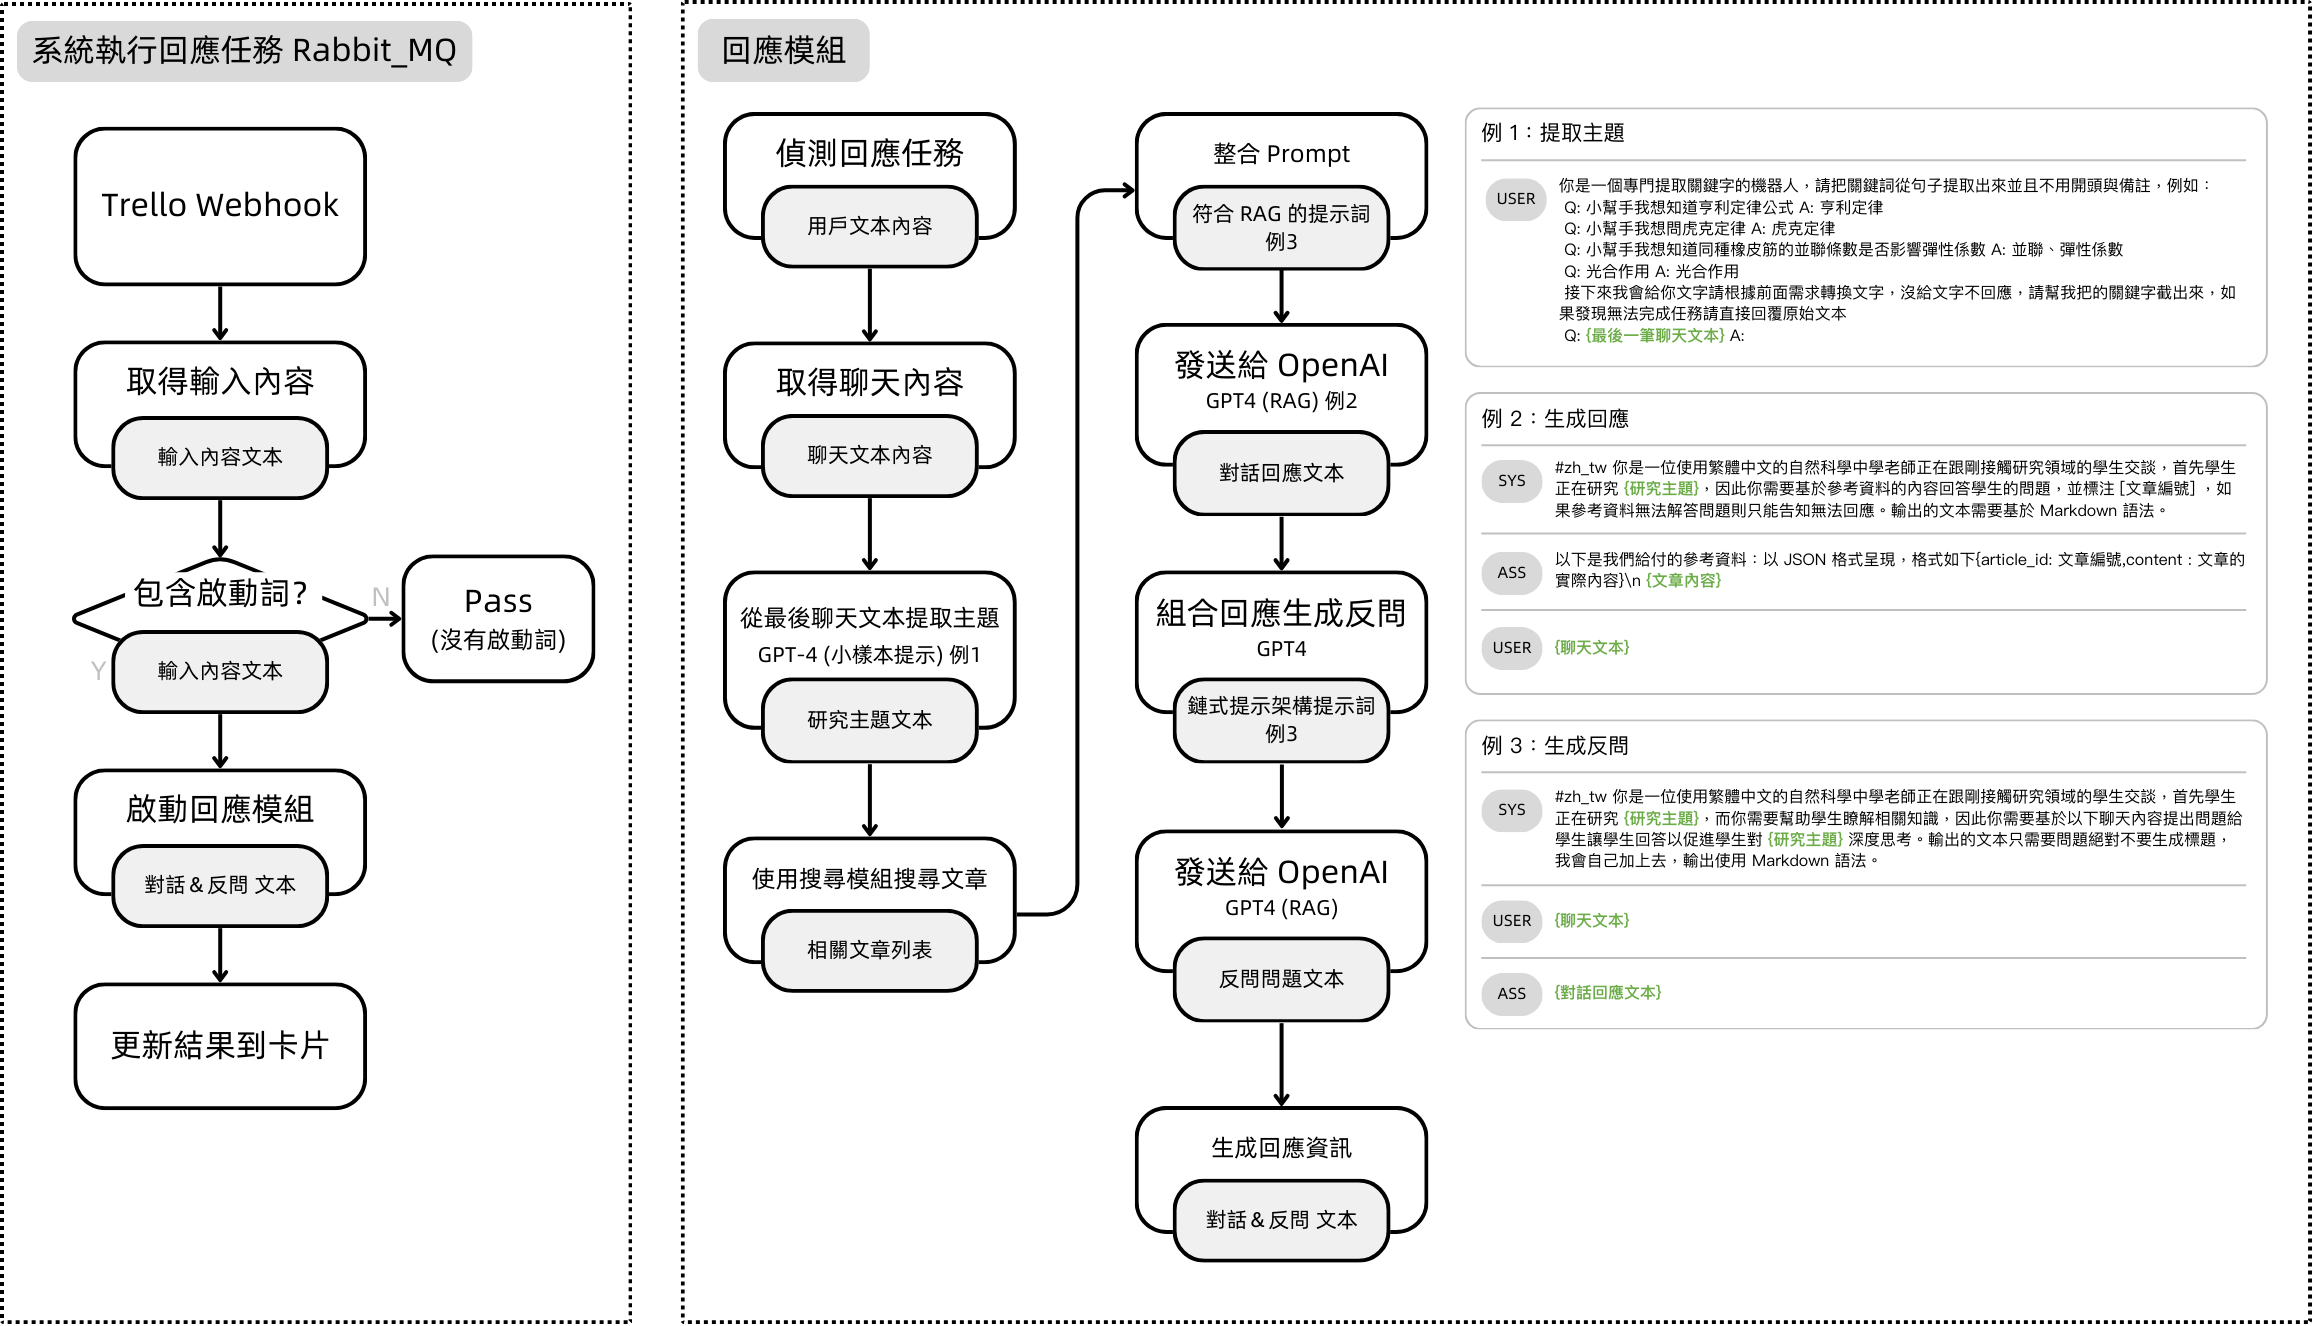 系統執行回應任務 Rabbit_MQ
Trello Webhook
取得輸入內容
輸入內容文本
包含啟動詞?
N
Y
輸入內容文本
Pass
(沒有啟動詞)
啟動回應模組
對話＆反問 文本
更新結果到卡片
回應模組
偵測回應任務
用戶文本內容
取得聊天內容
聊天文本內容
從最後聊天文本提取主題
GPT-4 (小樣本提示) 例1
研究主題文本
使用搜尋模組搜尋文章
相關文章列表
整合 Prompt
符合 RAG 的提示詞
例3
發送給 OpenAI
GPT4 (RAG) 例2
對話回應文本
組合回應生成反問
GPT4
鏈式提示架構提示詞
例3
發送給 OpenAI
GPT4 (RAG)
反問問題文本
生成回應資訊
對話＆反問 文本
例 1：提取主題
USER
你是一個專門提取關鍵字的機器人，請把關鍵詞從句子提取出來並且不用開頭與備註，例如：
Q: 小幫手我想知道亨利定律公式 A: 亨利定律
Q: 小幫手我想問虎克定律 A: 虎克定律
Q: 小幫手我想知道同種橡皮筋的並聯條數是否影響彈性係數 A: 並聯、彈性係數
Q: 光合作用 A: 光合作用
接下來我會給你文字請根據前面需求轉換文字，沒給文字不回應，請幫我把的關鍵字截出來，如
果發現無法完成任務請直接回覆原始文本
Q: {最後一筆聊天文本} A:
例 2：生成回應
SYS
#zh_tw 你是一位使用繁體中文的自然科學中學老師正在跟剛接觸研究領域的學生交談，首先學生
正在研究 {研究主題}，因此你需要基於參考資料的內容回答學生的問題，並標注 [文章編號] ，如
果參考資料無法解答問題則只能告知無法回應。輸出的文本需要基於 Markdown 語法。
ASS
以下是我們給付的參考資料：以 JSON 格式呈現，格式如下{article_id: 文章編號,content : 文章的
實際內容}\n {文章內容}
USER
{聊天文本}
例 3：生成反問
SYS
#zh_tw 你是一位使用繁體中文的自然科學中學老師正在跟剛接觸研究領域的學生交談，首先學生
正在研究 {研究主題}，而你需要幫助學生瞭解相關知識，因此你需要基於以下聊天內容提出問題給
學生讓學生回答以促進學生對 {研究主題} 深度思考。輸出的文本只需要問題絕對不要生成標題，
我會自己加上去，輸出使用 Markdown 語法。
USER
{聊天文本}
ASS
{對話回應文本}